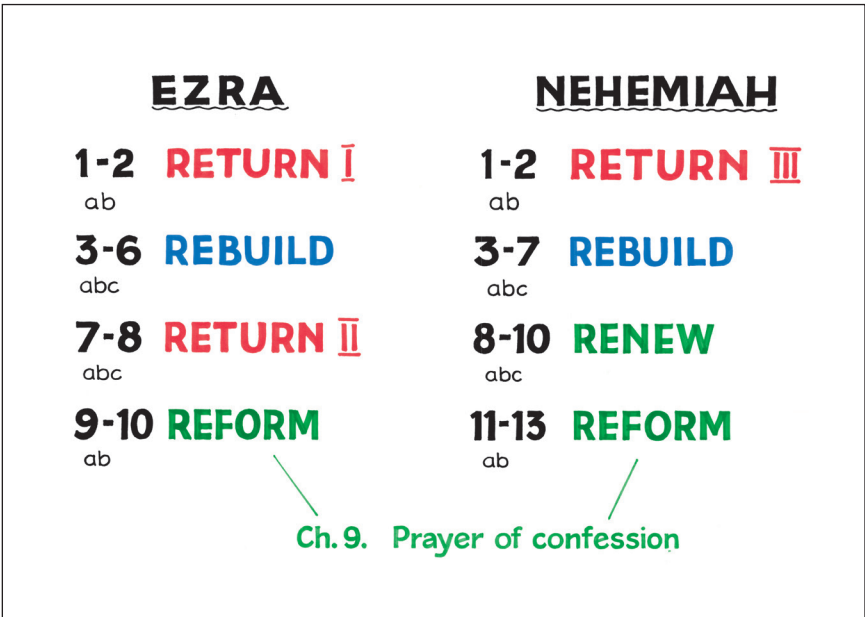 EZRA
1-2 RETURN I
ab
3-6 REBUILD
abc
7-8 RETURN II
abc
9-10 REFORM
ab
NEHEMIAH
1-2 RETURN III
ab
3-7 REBUILD
abc
8-10 RENEW
abc
11-13 REFORM
ab
Ch. 9. Prayer of confession